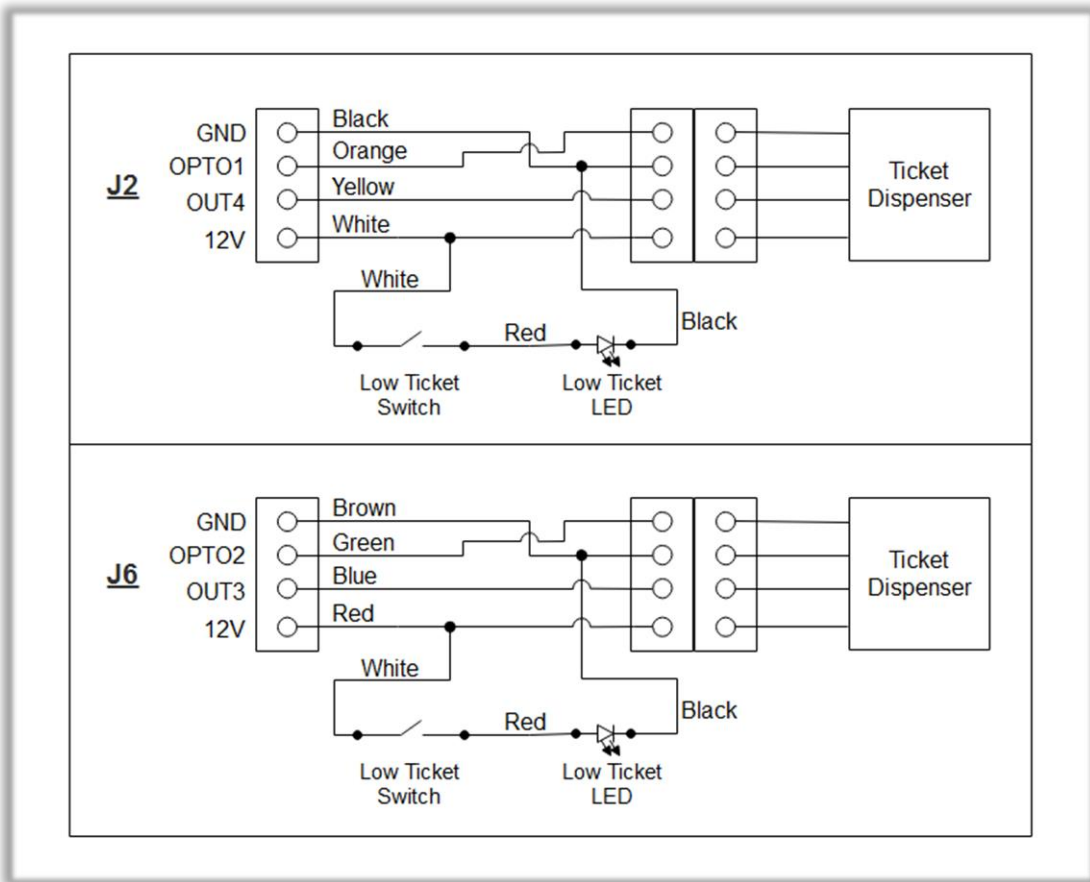 GND
Black
OPTO1
Orange
J2
OUT4
Yellow
12V
White
Ticket
Dispenser
White
Red
Black
Low Ticket
Switch
Low Ticket
LED
GND
Brown
OPTO2
Green
J6
OUT3
Blue
12V
Red
Ticket
Dispenser
White
Red
Black
Low Ticket
Switch
Low Ticket
LED